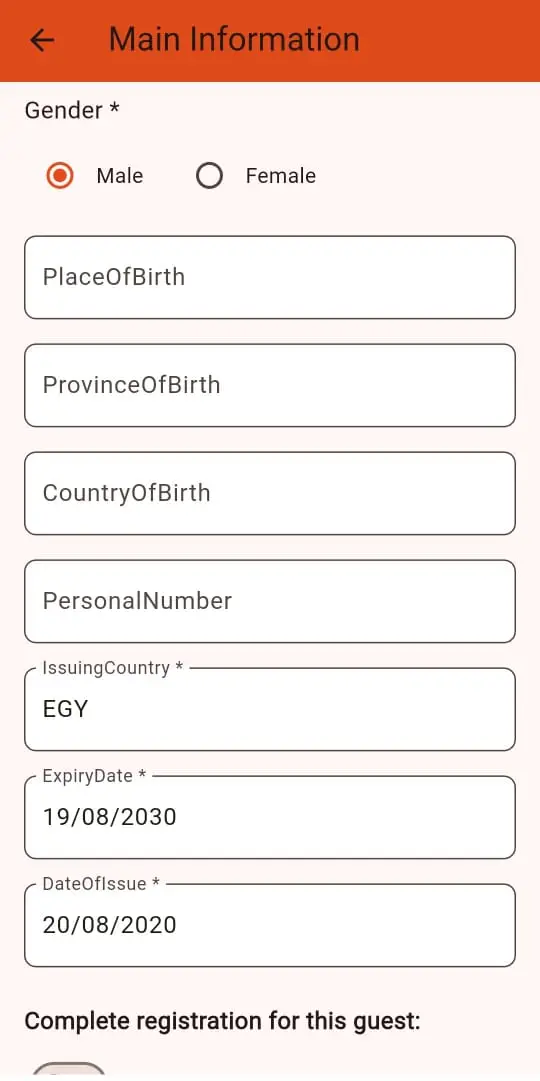 Main Information
Gender *
Male Female
PlaceOfBirth
ProvinceOfBirth
CountryOfBirth
PersonalNumber
IssuingCountry *
EGY
ExpiryDate *
19/08/2030
DateOfIssue *
20/08/2020
Complete registration for this guest: